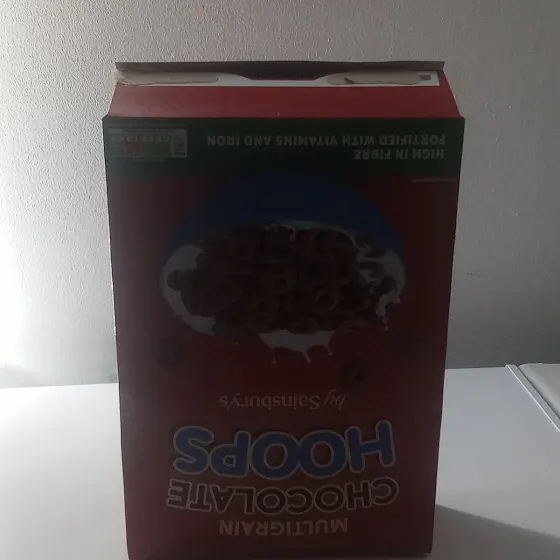 MULTIGRAIN
CHOCOLATE
HOOPS
by Sainsbury's
HIGH IN FIBRE
FORTIFIED WITH VITAMINS AND IRON